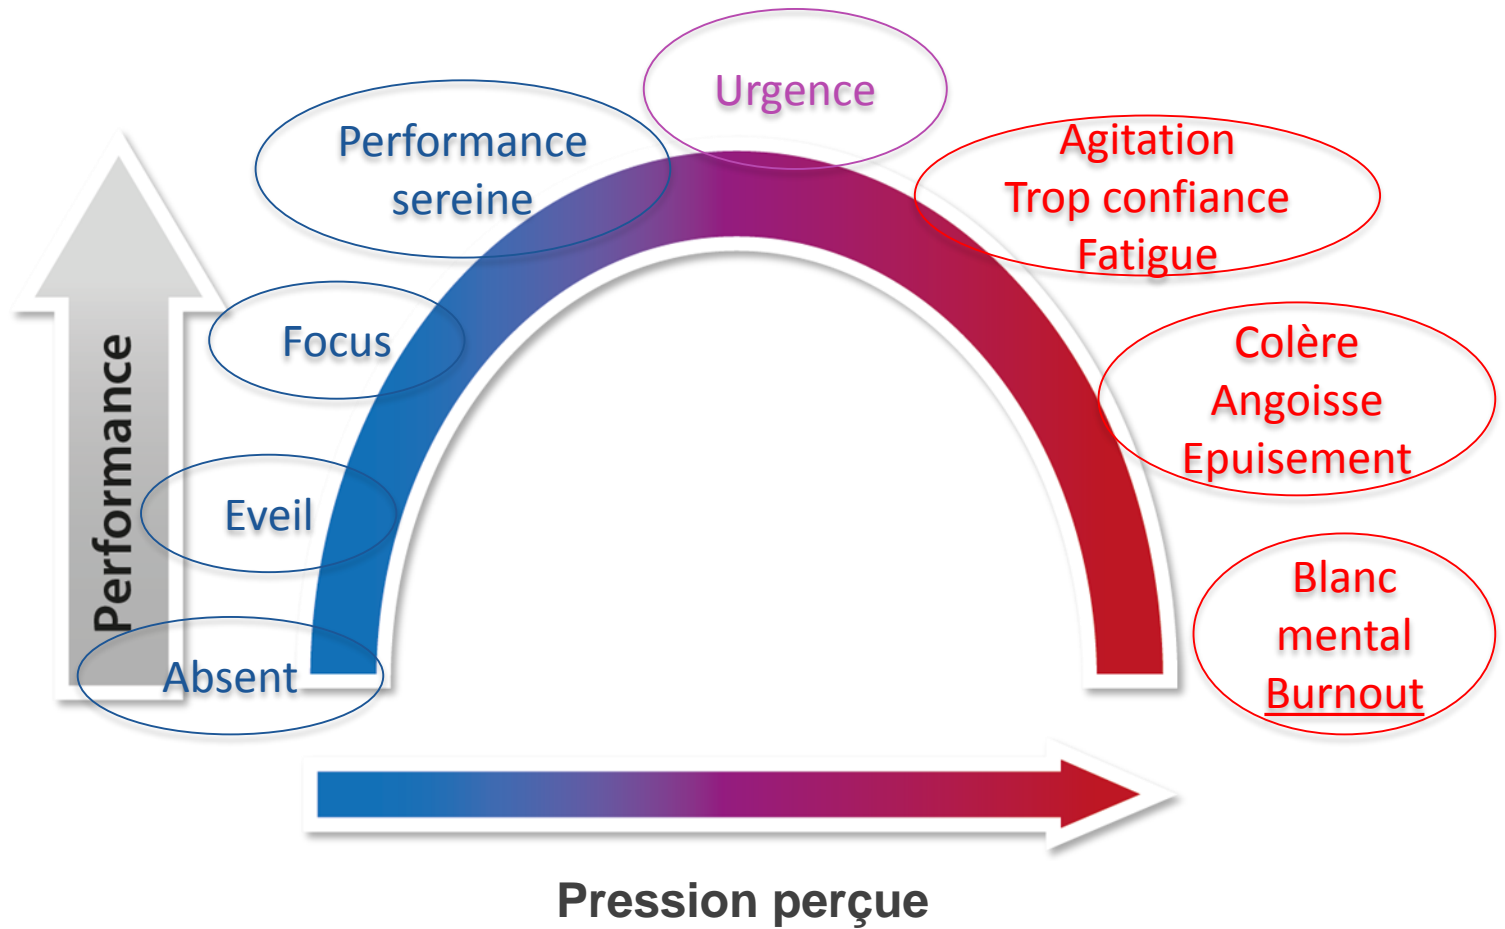 Urgence
Performance
sereine
Agitation
Trop confiance
Fatigue
Focus
Colère
Angoisse
Epuisement
Performance
Eveil
Blanc
mental
Burnout
Absent
Pression perçue